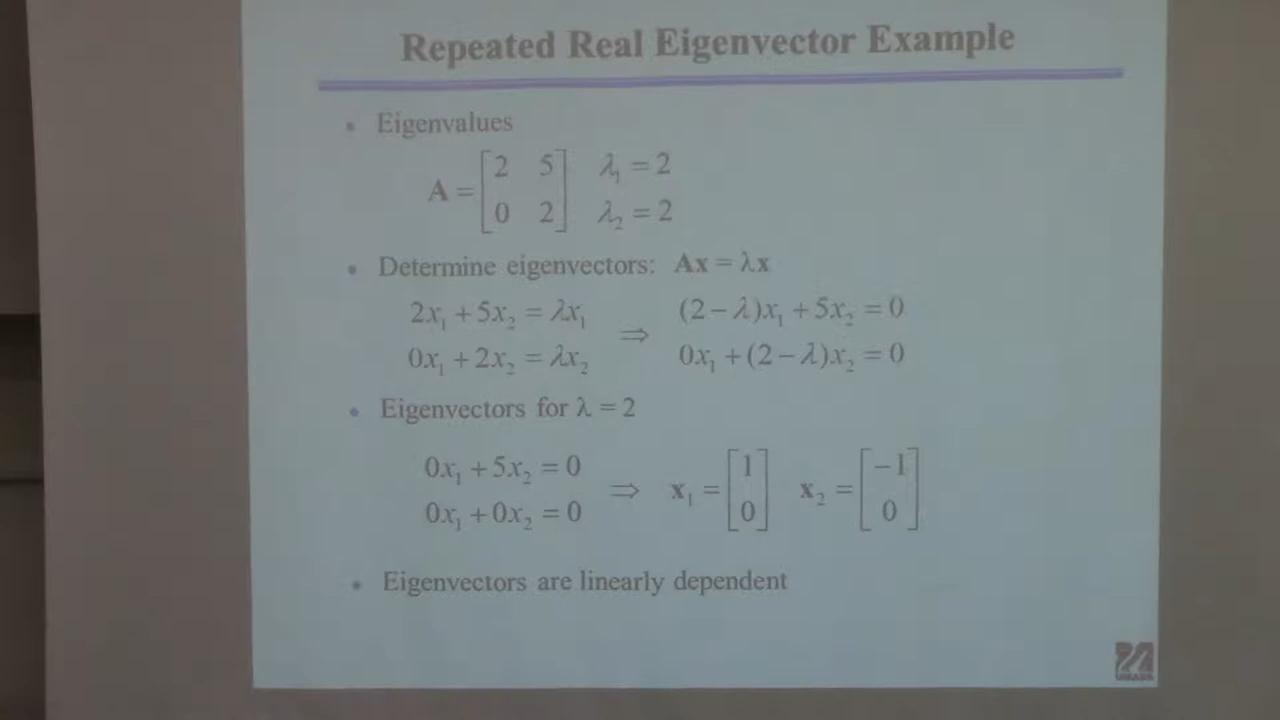 Repeated Real Eigenvector Example
• Eigenvalues
A = [2 5; 0 2] λ₁ = 2 λ₂ = 2
• Determine eigenvectors: Ax = λx
2x₁ + 5x₂ = λx₁ ⇒ (2 − λ)x₁ + 5x₂ = 0
0x₁ + 2x₂ = λx₂ 0x₁ + (2 − λ)x₂ = 0
• Eigenvectors for λ = 2
0x₁ + 5x₂ = 0 ⇒ x₁ = [1; 0] x₂ = [−1; 0]
0x₁ + 0x₂ = 0
• Eigenvectors are linearly dependent